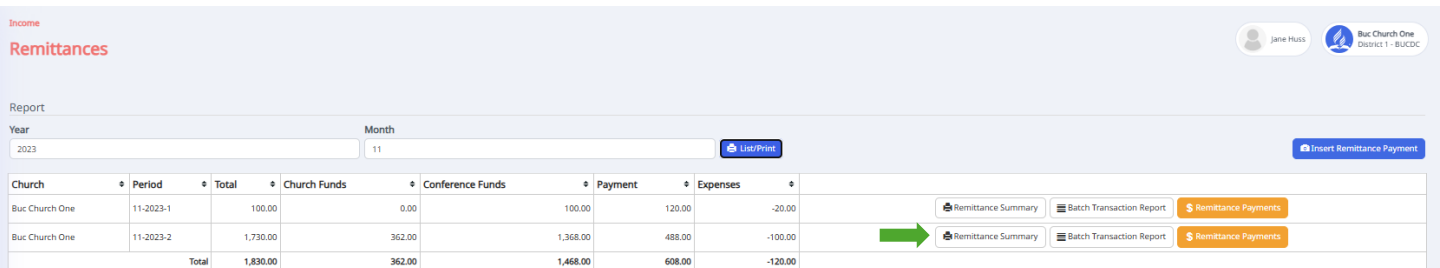 Income
Remittances
Jane Huss
Buc Church One
District 1 - BUCDC
Report
Year Month
2023 11 List/Print Insert Remittance Payment
Church Period Total Church Funds Conference Funds Payment Expenses
Buc Church One 11-2023-1 100.00 0.00 100.00 120.00 -20.00 Remittance Summary Batch Transaction Report $ Remittance Payments
Buc Church One 11-2023-2 1,730.00 362.00 1,368.00 488.00 -100.00 Remittance Summary Batch Transaction Report $ Remittance Payments
Total 1,830.00 362.00 1,468.00 608.00 -120.00